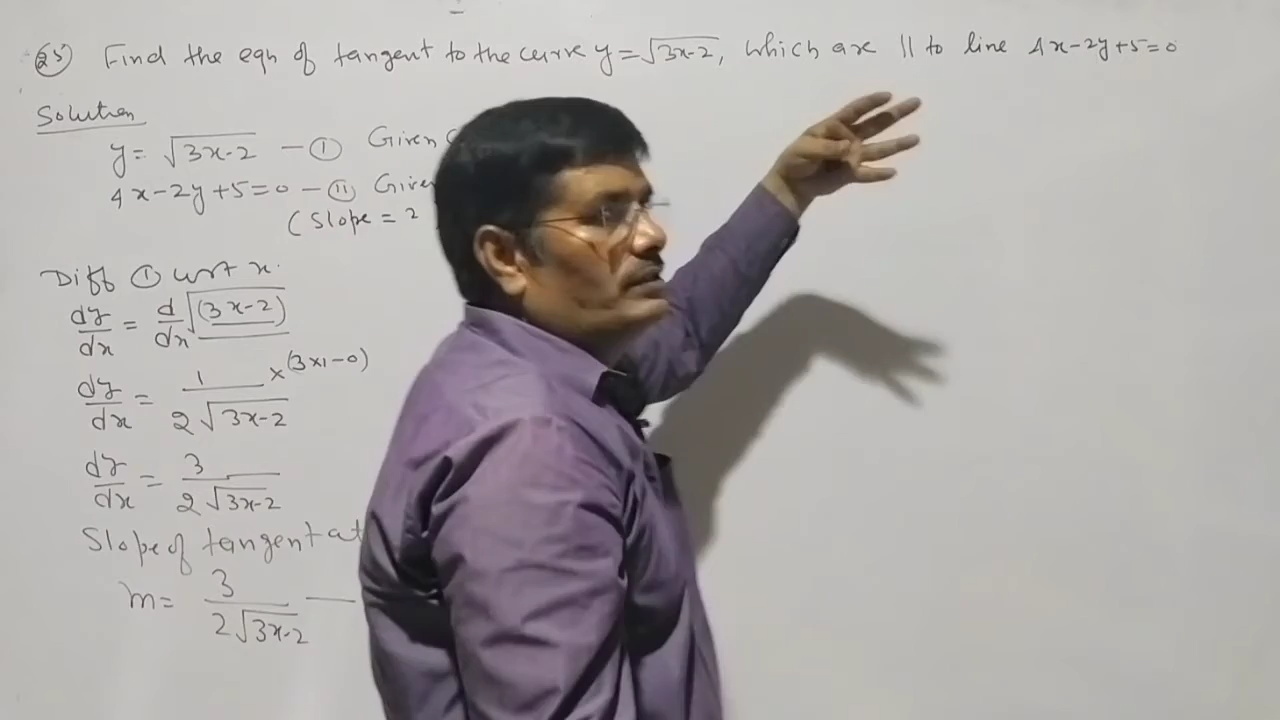 25) Find the eqn of tangent to the curve y=√3x-2, which are || to line 4x-2y+5=0
Solution
y= √3x-2 — ① Given
4x-2y+5=0 — ② Given
(Slope = 2
Diff ① wrt x.
dy/dx = d/dx √(3x-2)
dy/dx = 1/2√3x-2 ×(3×1-0)
dy/dx = 3/2√3x-2
Slope of tangent at
m= 3/2√3x-2 —